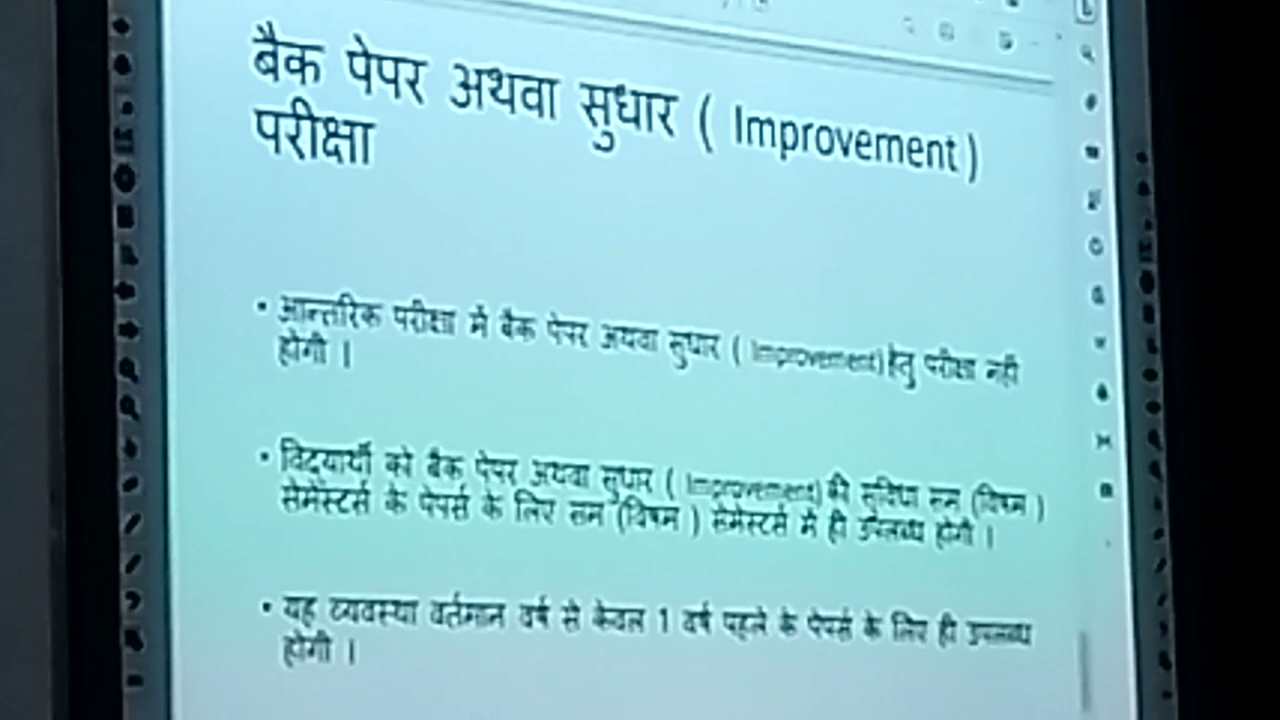 बैक पेपर अथवा सुधार ( Improvement )
परीक्षा
• आन्तरिक परीक्षा में बैक पेपर अथवा सुधार ( Improvement) हेतु परीक्षा नही
होगी ।
• विद्यार्थी को बैक पेपर अथवा सुधार ( Improvement) की सुविधा सम (विषम )
सेमेस्टर्स के पेपर्स के लिए सम (विषम ) सेमेस्टर्स में ही उपलब्ध होगी ।
• यह व्यवस्था वर्तमान वर्ष से केवल 1 वर्ष पहले के पेपर्स के लिए ही उपलब्ध
होगी ।